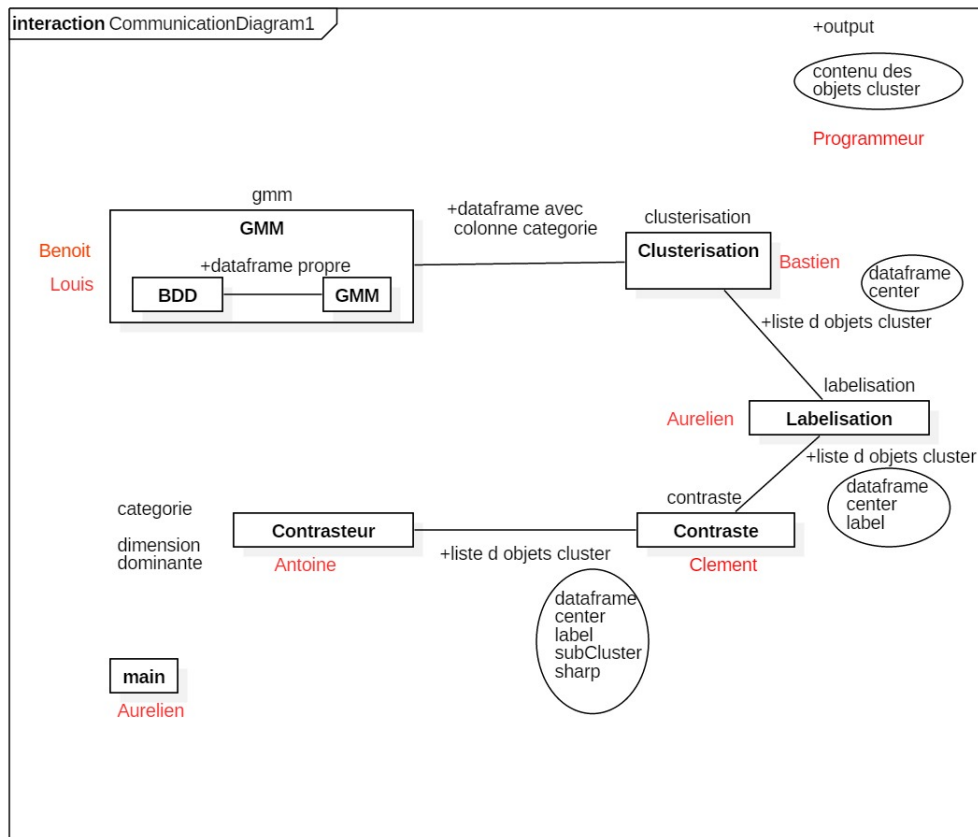 interaction CommunicationDiagram1
+output
contenu des
objets cluster
Programmeur
gmm
GMM
Benoit
Louis
+dataframe propre
BDD
GMM
+dataframe avec
colonne categorie
clusterisation
Clusterisation
Bastien
dataframe
center
+liste d objets cluster
labelisation
Aurelien
Labelisation
+liste d objets cluster
dataframe
center
label
contraste
Contraste
Clement
categorie
dimension
dominante
Contrasteur
Antoine
+liste d objets cluster
dataframe
center
label
subCluster
sharp
main
Aurelien